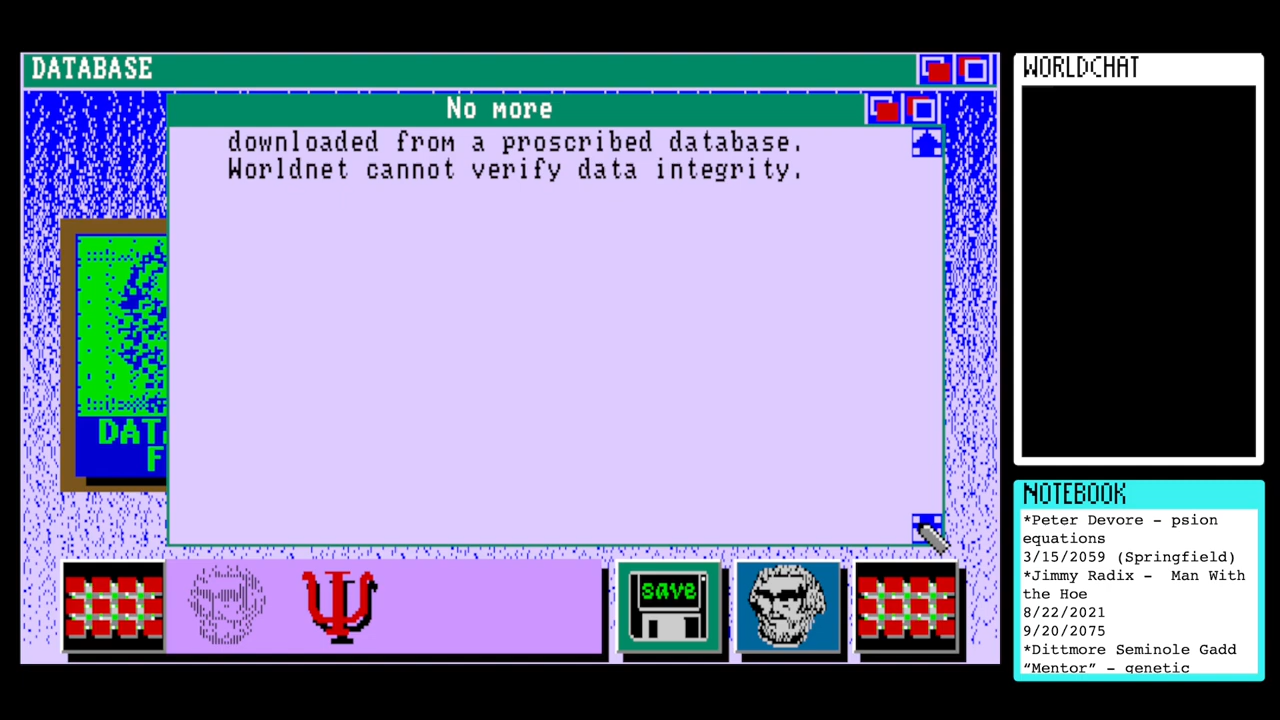 DATABASE
No more
downloaded from a proscribed database.
Worldnet cannot verify data integrity.
DAT
F
save
WORLDCHAT
NOTEBOOK
*Peter Devore - psion
equations
3/15/2059 (Springfield)
*Jimmy Radix -  Man With
the Hoe
8/22/2021
9/20/2075
*Dittmore Seminole Gadd
“Mentor” - genetic